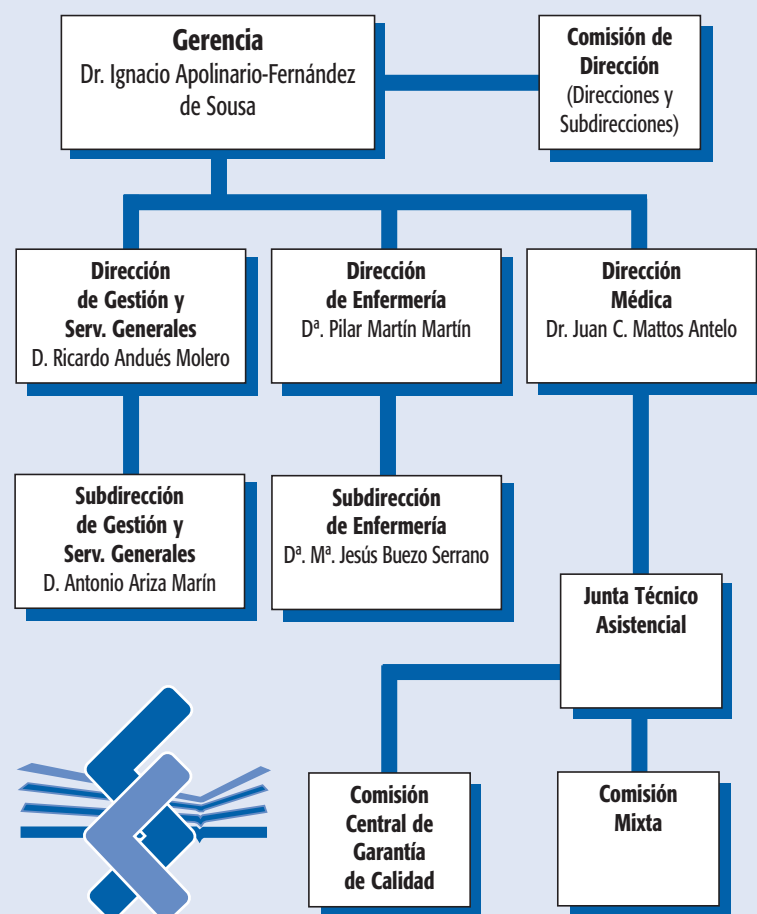 Gerencia
Dr. Ignacio Apolinario-Fernández
de Sousa
Comisión de
Dirección
(Direcciones y
Subdirecciones)
Dirección
de Gestión y
Serv. Generales
D. Ricardo Andués Molero
Dirección
de Enfermería
Dª. Pilar Martín Martín
Dirección
Médica
Dr. Juan C. Mattos Antelo
Subdirección
de Gestión y
Serv. Generales
D. Antonio Ariza Marín
Subdirección
de Enfermería
Dª. Mª. Jesús Buezo Serrano
Junta Técnico
Asistencial
Comisión
Central de
Garantía
de Calidad
Comisión
Mixta